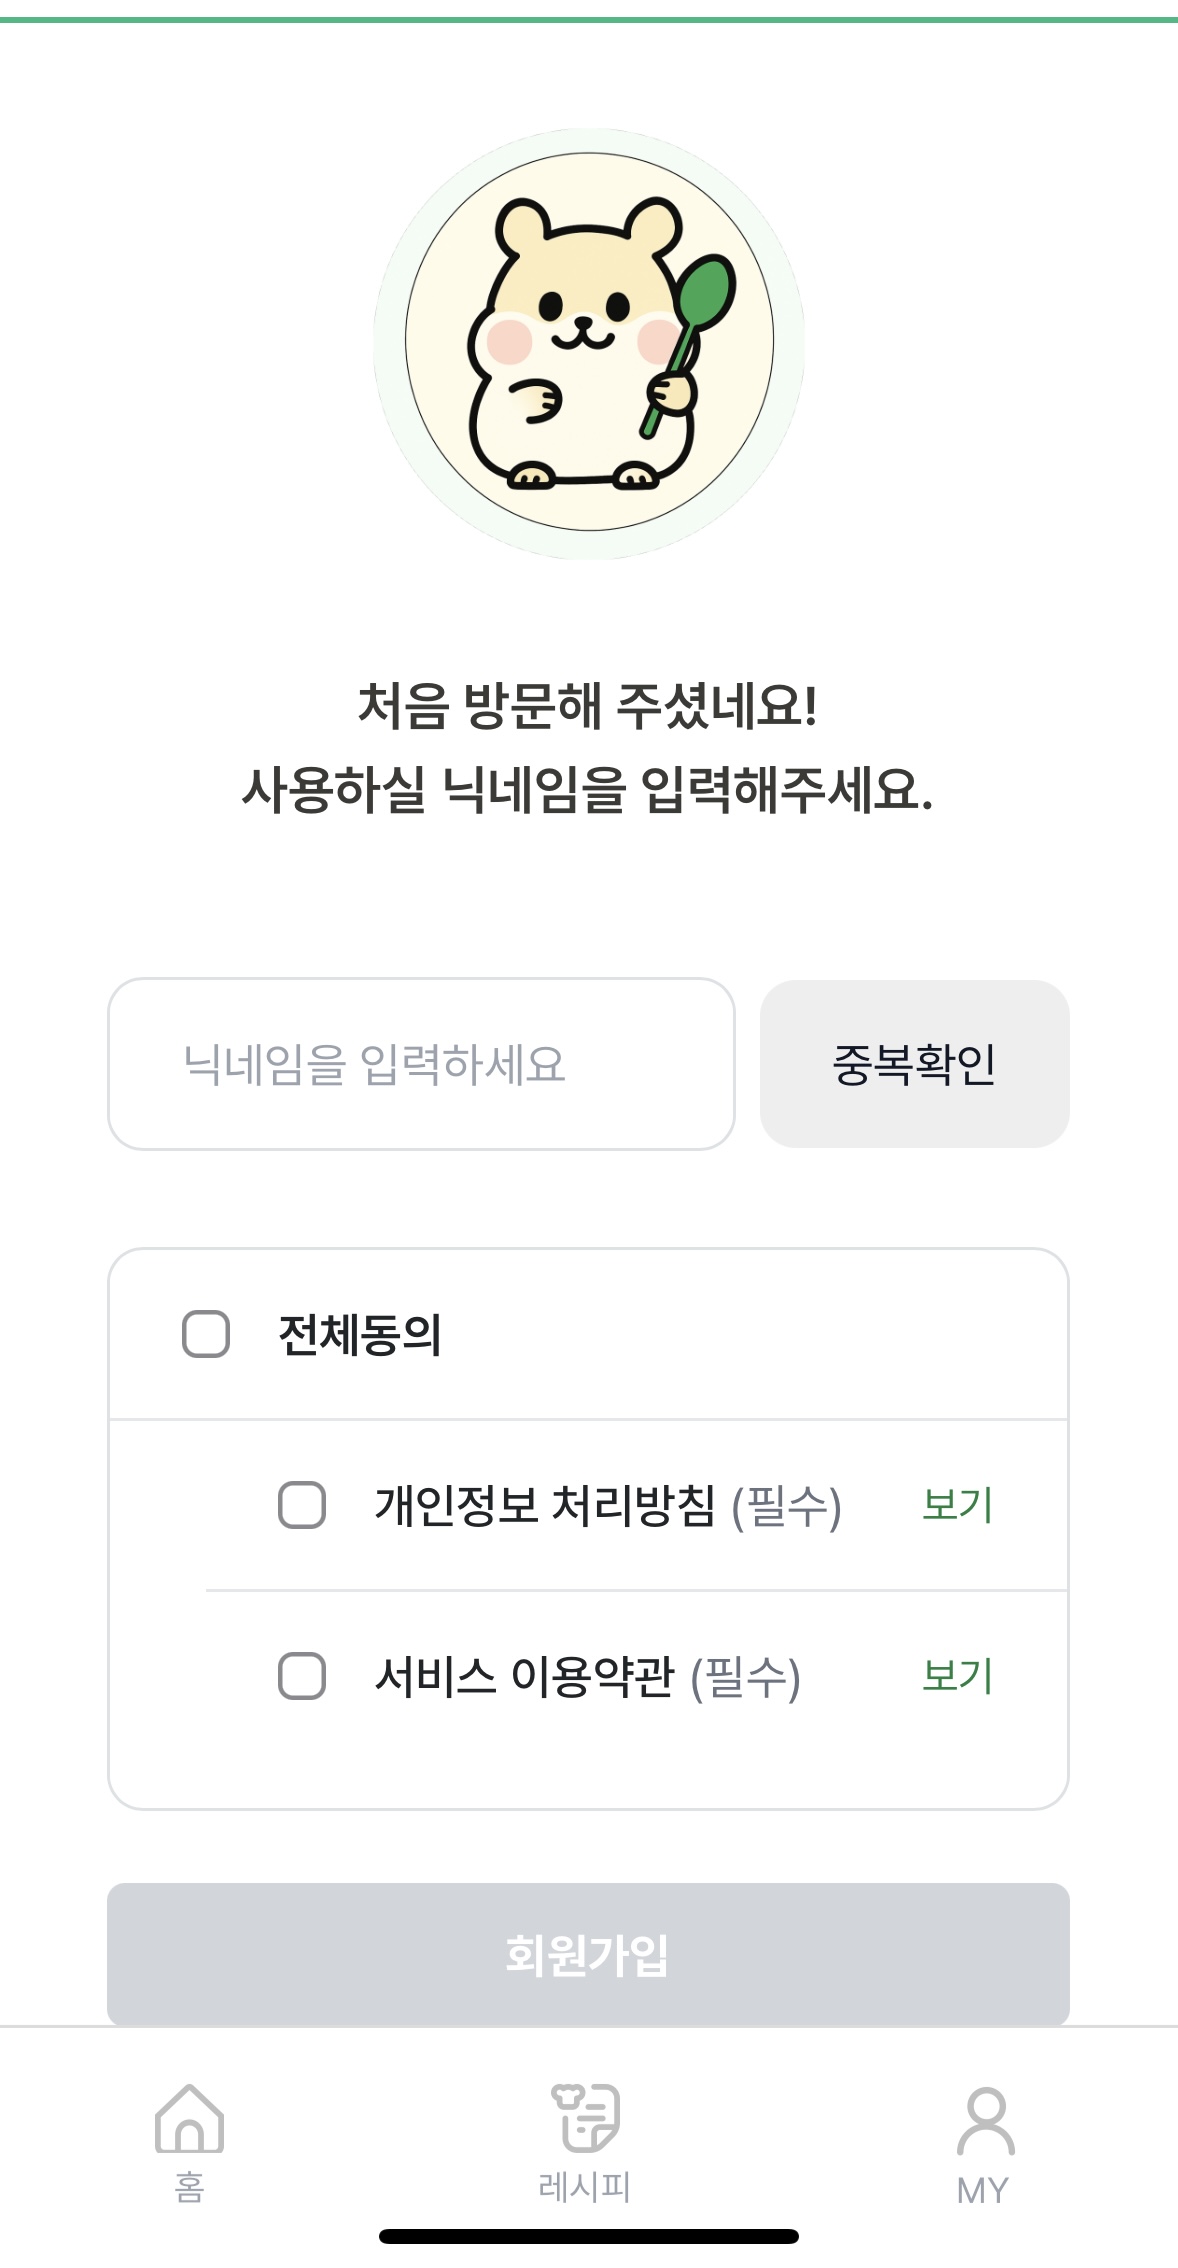 처음 방문해 주셨네요!
사용하실 닉네임을 입력해주세요.
닉네임을 입력하세요 중복확인
전체동의
개인정보 처리방침 (필수) 보기
서비스 이용약관 (필수) 보기
회원가입
홈 레시피 MY